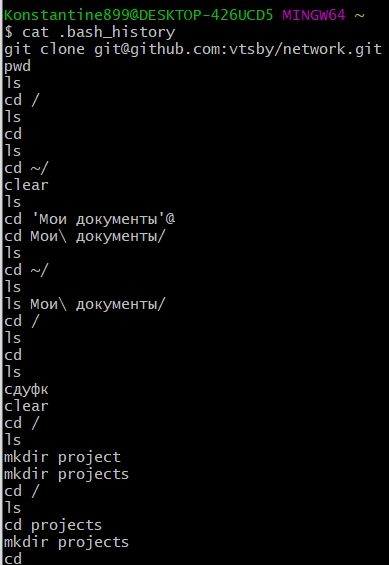 Konstantine899@DESKTOP-426UCD5 MINGW64 ~
$ cat .bash_history
git clone git@github.com:vtsby/network.git
pwd
ls
cd /
ls
cd
ls
cd ~/
clear
ls
cd 'Мои документы'@
cd Мои\ документы/
ls
cd ~/
ls
ls Мои\ документы/
cd /
ls
cd
ls
сдуфк
clear
cd /
ls
mkdir project
mkdir projects
cd /
ls
cd projects
mkdir projects
cd